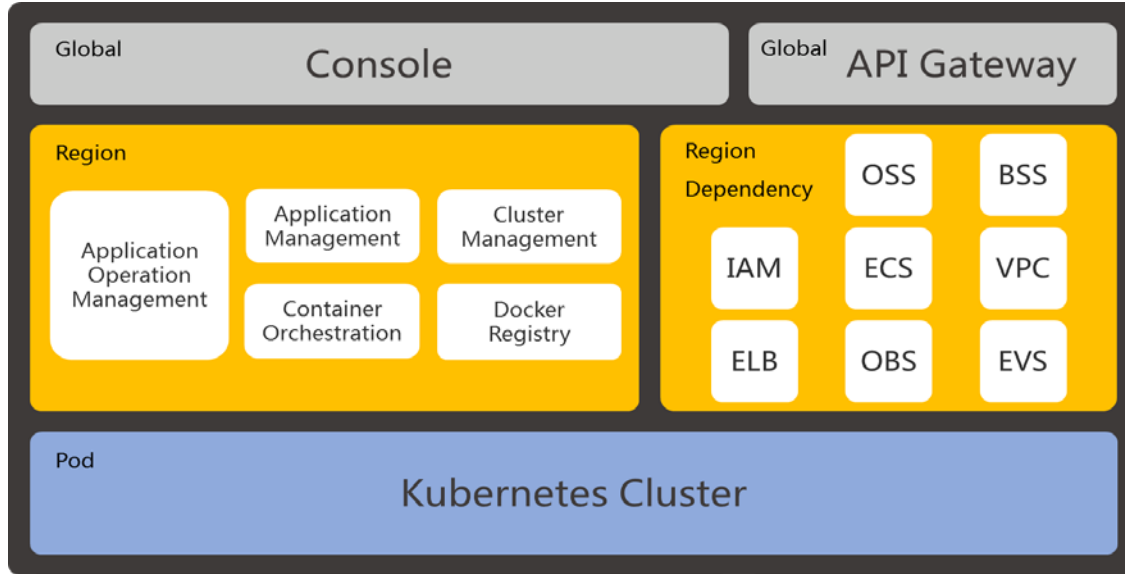 Global
Console
Global
API Gateway
Region
Application
Operation
Management
Application
Management
Cluster
Management
Container
Orchestration
Docker
Registry
Region
Dependency
OSS
BSS
IAM
ECS
VPC
ELB
OBS
EVS
Pod
Kubernetes Cluster